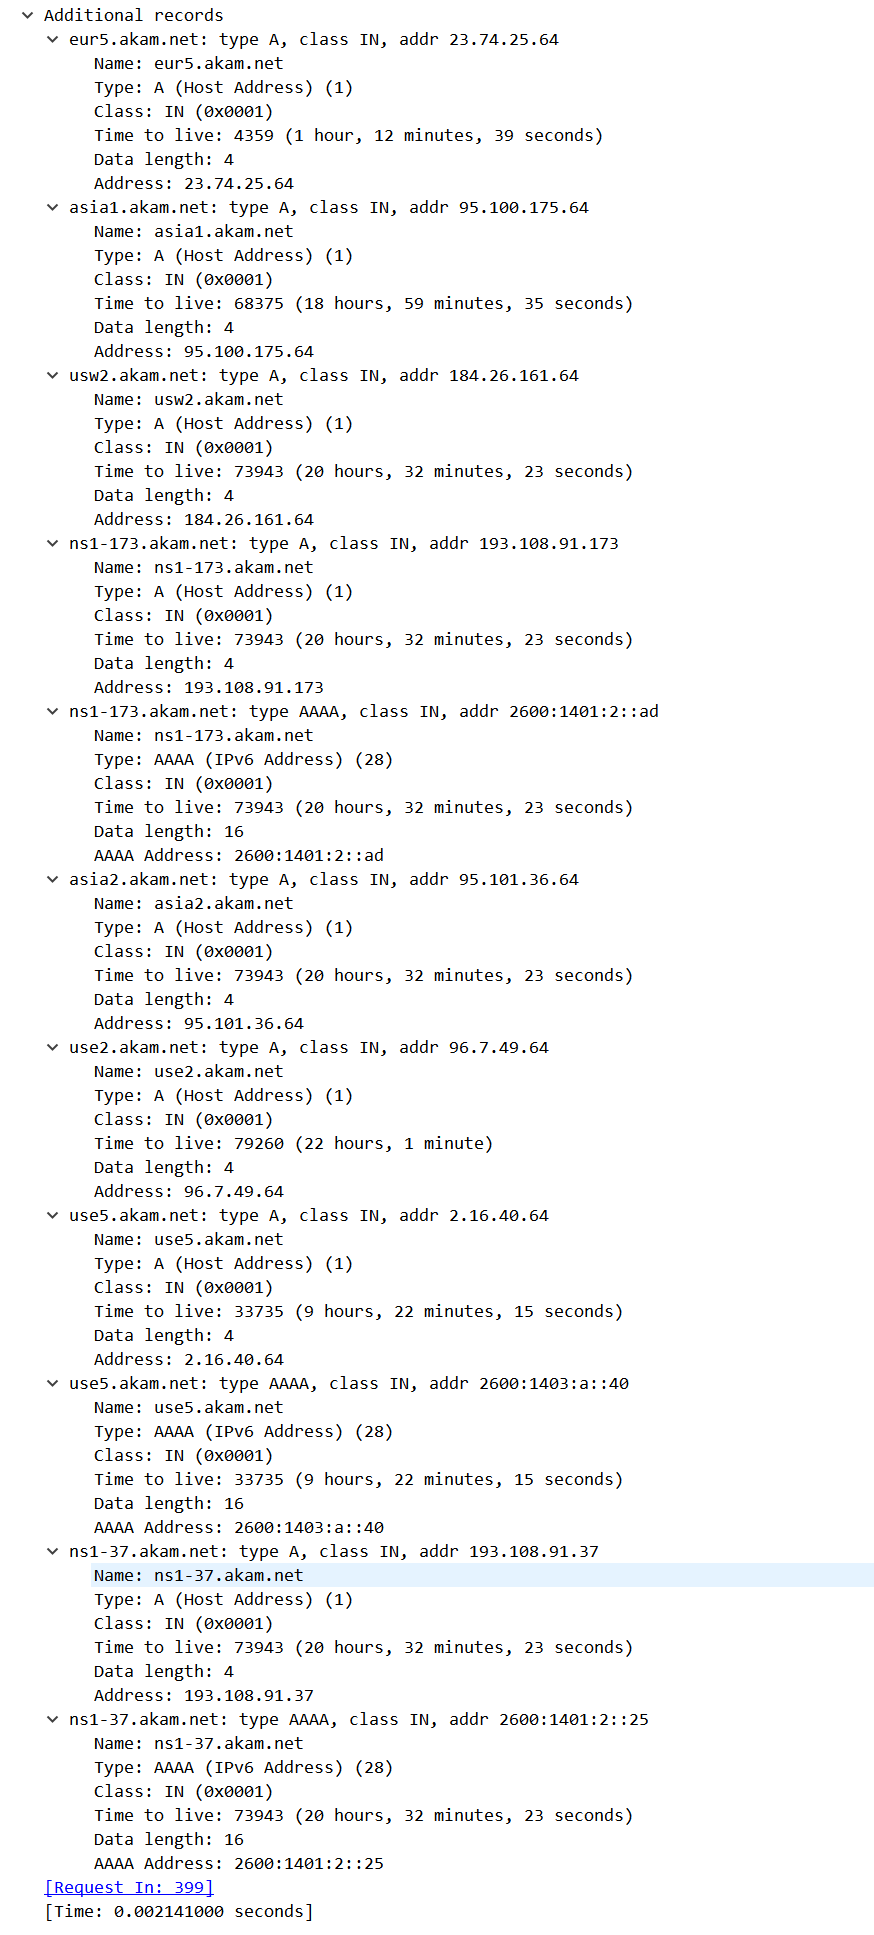 Additional records
eur5.akam.net: type A, class IN, addr 23.74.25.64
Name: eur5.akam.net
Type: A (Host Address) (1)
Class: IN (0x0001)
Time to live: 4359 (1 hour, 12 minutes, 39 seconds)
Data length: 4
Address: 23.74.25.64
asia1.akam.net: type A, class IN, addr 95.100.175.64
Name: asia1.akam.net
Type: A (Host Address) (1)
Class: IN (0x0001)
Time to live: 68375 (18 hours, 59 minutes, 35 seconds)
Data length: 4
Address: 95.100.175.64
usw2.akam.net: type A, class IN, addr 184.26.161.64
Name: usw2.akam.net
Type: A (Host Address) (1)
Class: IN (0x0001)
Time to live: 73943 (20 hours, 32 minutes, 23 seconds)
Data length: 4
Address: 184.26.161.64
ns1-173.akam.net: type A, class IN, addr 193.108.91.173
Name: ns1-173.akam.net
Type: A (Host Address) (1)
Class: IN (0x0001)
Time to live: 73943 (20 hours, 32 minutes, 23 seconds)
Data length: 4
Address: 193.108.91.173
ns1-173.akam.net: type AAAA, class IN, addr 2600:1401:2::ad
Name: ns1-173.akam.net
Type: AAAA (IPv6 Address) (28)
Class: IN (0x0001)
Time to live: 73943 (20 hours, 32 minutes, 23 seconds)
Data length: 16
AAAA Address: 2600:1401:2::ad
asia2.akam.net: type A, class IN, addr 95.101.36.64
Name: asia2.akam.net
Type: A (Host Address) (1)
Class: IN (0x0001)
Time to live: 73943 (20 hours, 32 minutes, 23 seconds)
Data length: 4
Address: 95.101.36.64
use2.akam.net: type A, class IN, addr 96.7.49.64
Name: use2.akam.net
Type: A (Host Address) (1)
Class: IN (0x0001)
Time to live: 79260 (22 hours, 1 minute)
Data length: 4
Address: 96.7.49.64
use5.akam.net: type A, class IN, addr 2.16.40.64
Name: use5.akam.net
Type: A (Host Address) (1)
Class: IN (0x0001)
Time to live: 33735 (9 hours, 22 minutes, 15 seconds)
Data length: 4
Address: 2.16.40.64
use5.akam.net: type AAAA, class IN, addr 2600:1403:a::40
Name: use5.akam.net
Type: AAAA (IPv6 Address) (28)
Class: IN (0x0001)
Time to live: 33735 (9 hours, 22 minutes, 15 seconds)
Data length: 16
AAAA Address: 2600:1403:a::40
ns1-37.akam.net: type A, class IN, addr 193.108.91.37
Name: ns1-37.akam.net
Type: A (Host Address) (1)
Class: IN (0x0001)
Time to live: 73943 (20 hours, 32 minutes, 23 seconds)
Data length: 4
Address: 193.108.91.37
ns1-37.akam.net: type AAAA, class IN, addr 2600:1401:2::25
Name: ns1-37.akam.net
Type: AAAA (IPv6 Address) (28)
Class: IN (0x0001)
Time to live: 73943 (20 hours, 32 minutes, 23 seconds)
Data length: 16
AAAA Address: 2600:1401:2::25
[Request In: 399]
[Time: 0.002141000 seconds]